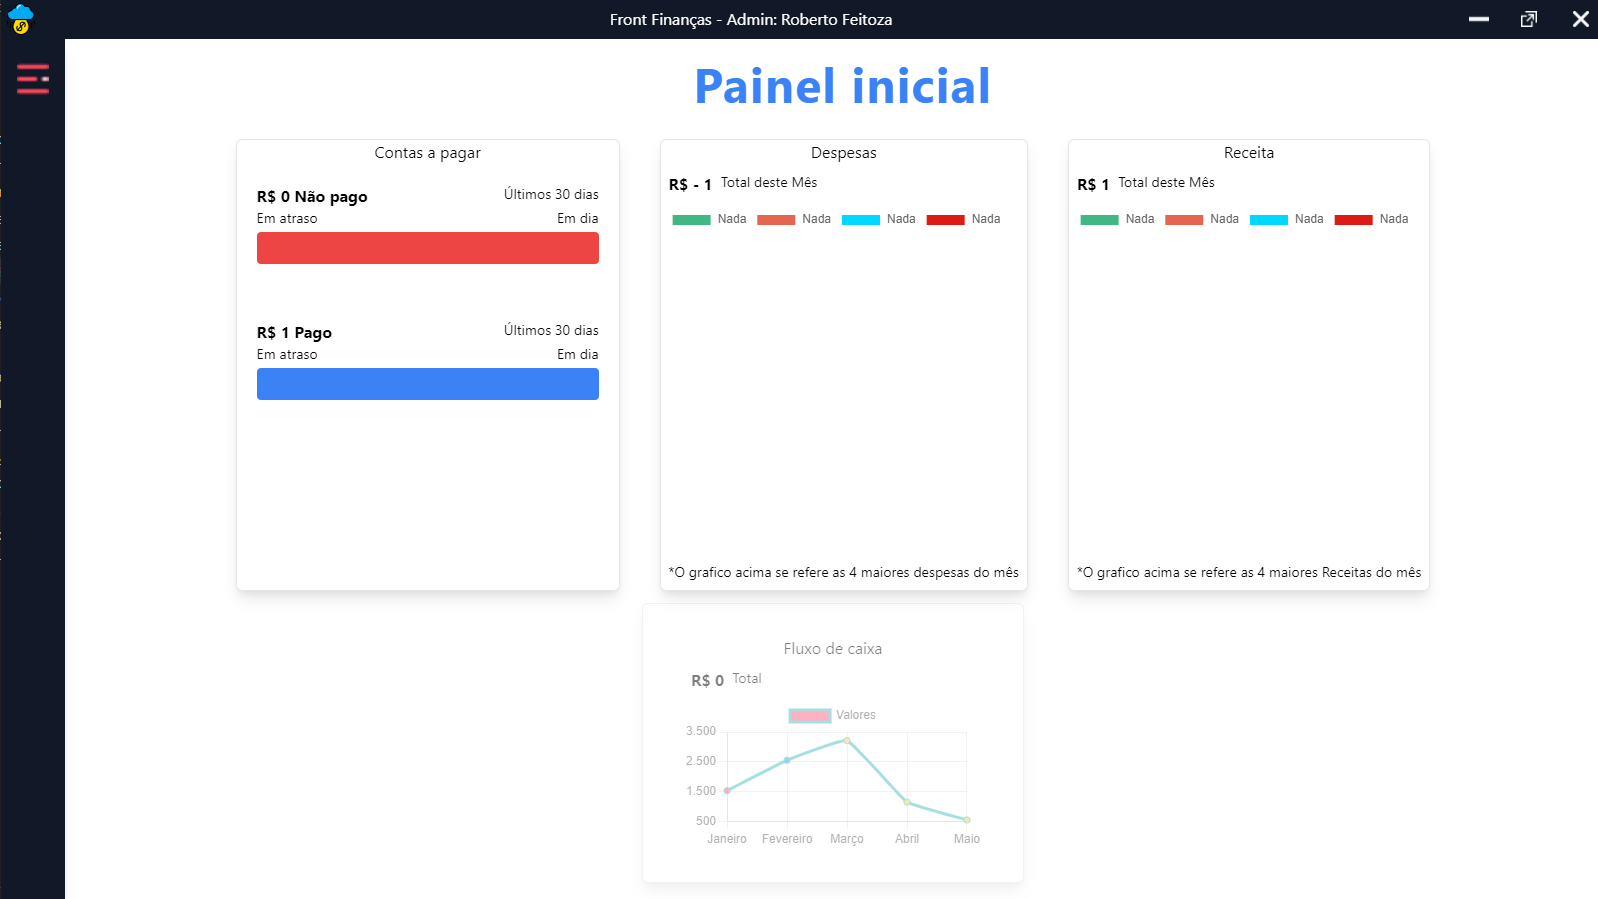 Front Finanças - Admin: Roberto Feitoza
Painel inicial
Contas a pagar
R$ 0 Não pago
Últimos 30 dias
Em atraso
Em dia
R$ 1 Pago
Últimos 30 dias
Em atraso
Em dia
Despesas
R$ - 1 Total deste Mês
Nada Nada Nada Nada
*O grafico acima se refere as 4 maiores despesas do mês
Receita
R$ 1 Total deste Mês
Nada Nada Nada Nada
*O grafico acima se refere as 4 maiores Receitas do mês
Fluxo de caixa
R$ 0 Total
Valores
3.500
2.500
1.500
500
Janeiro Fevereiro Março Abril Maio